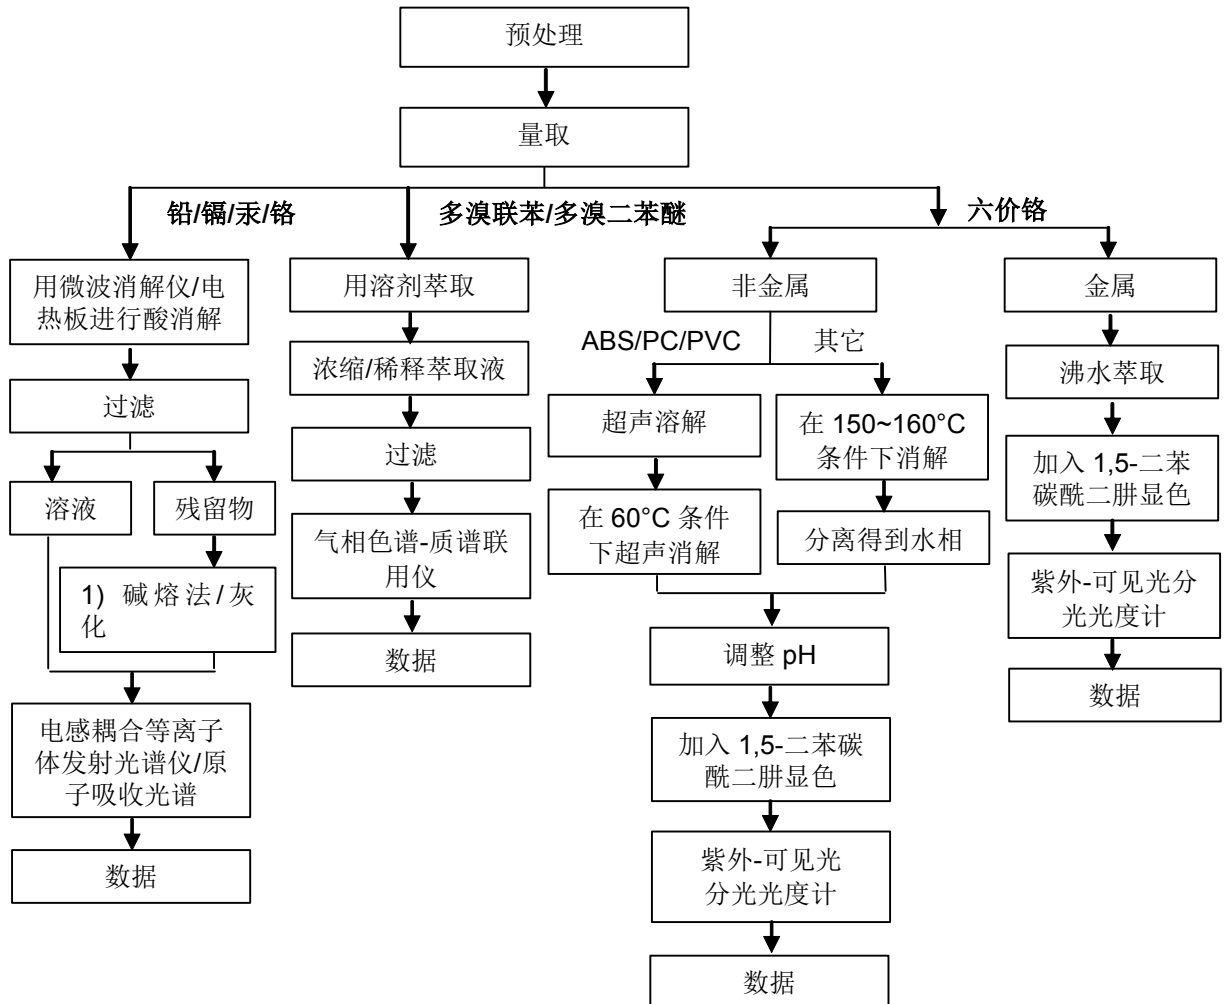 预处理
量取
铅/镉/汞/铬
多溴联苯/多溴二苯醚
六价铬
用微波消解仪/电
热板进行酸消解
过滤
溶液
残留物
1) 碱熔法/灰
化
电感耦合等离子
体发射光谱仪/原
子吸收光谱
数据
用溶剂萃取
浓缩/稀释萃取液
过滤
气相色谱-质谱联
用仪
数据
非金属
ABS/PC/PVC
其它
超声溶解
在 60°C 条件
下超声消解
在 150~160°C
条件下消解
分离得到水相
调整 pH
加入 1,5-二苯碳
酰二肼显色
紫外-可见光
分光光度计
数据
金属
沸水萃取
加入 1,5-二苯
碳酰二肼显色
紫外-可见光分
光光度计
数据